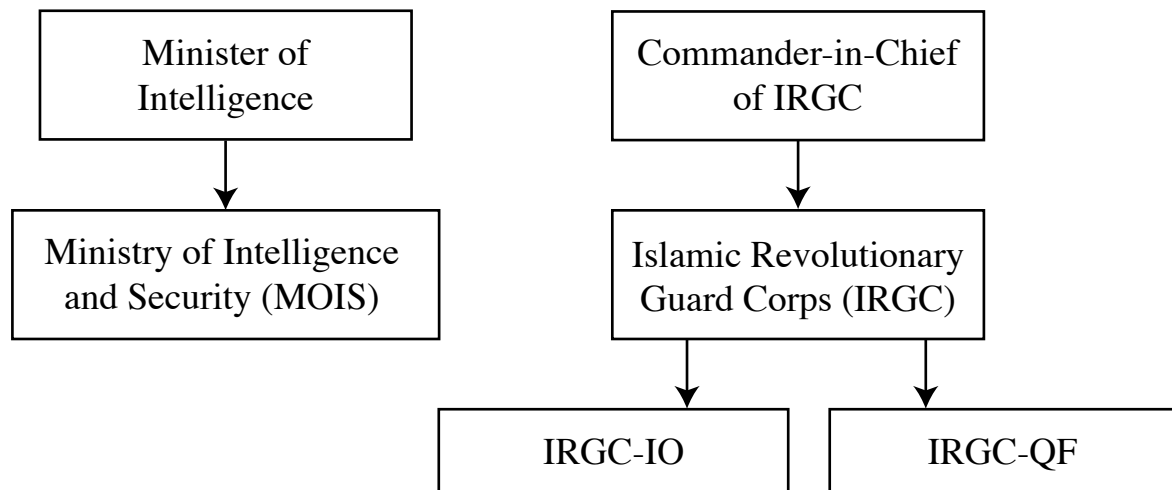 Minister of
Intelligence
Commander-in-Chief
of IRGC
Ministry of Intelligence
and Security (MOIS)
Islamic Revolutionary
Guard Corps (IRGC)
IRGC-IO
IRGC-QF